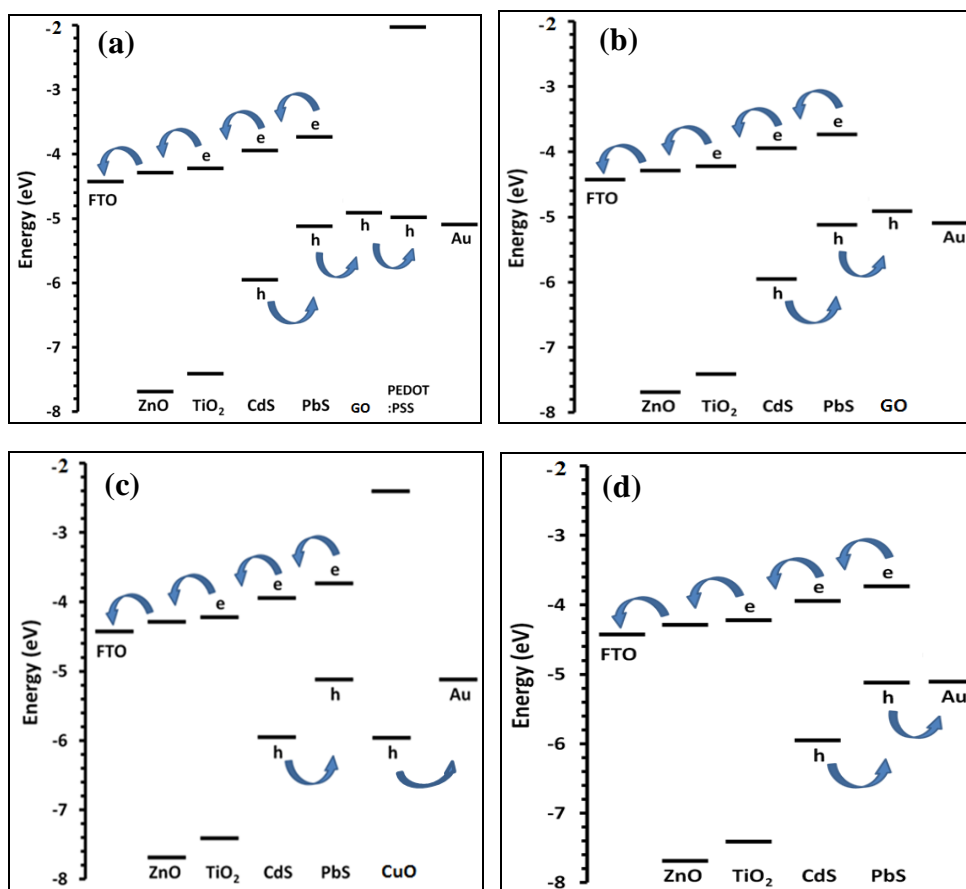 (a)
Energy (eV)
-2
-3
-4
-5
-6
-7
-8
e
e
e
FTO
h
h
h
Au
h
ZnO
TiO₂
CdS
PbS
GO
PEDOT
:PSS
(b)
Energy (eV)
-2
-3
-4
-5
-6
-7
-8
e
e
e
FTO
h
h
Au
h
ZnO
TiO₂
CdS
PbS
GO
(c)
Energy (eV)
-2
-3
-4
-5
-6
-7
-8
e
e
e
FTO
h
Au
h
h
ZnO
TiO₂
CdS
PbS
CuO
(d)
Energy (eV)
-2
-3
-4
-5
-6
-7
-8
e
e
e
FTO
h
Au
h
ZnO
TiO₂
CdS
PbS